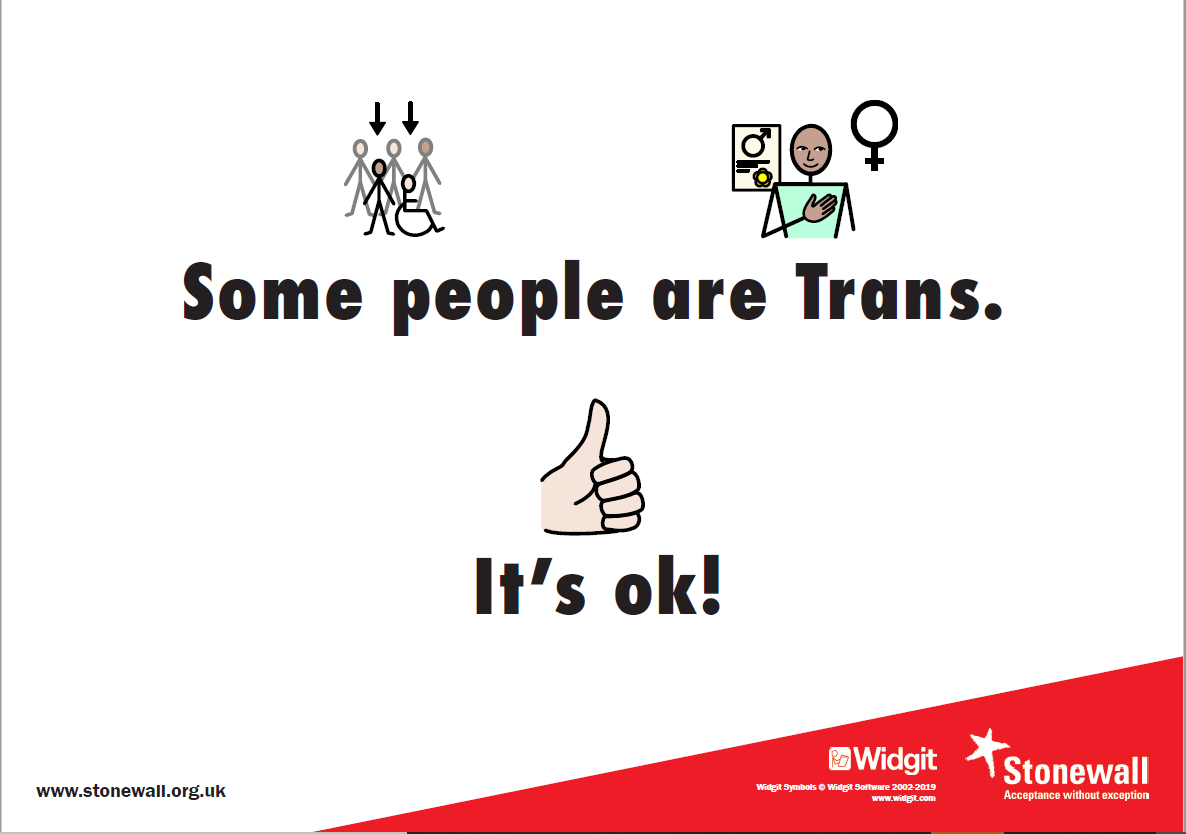 Some people are Trans.
It’s ok!
Widgit
Stonewall
Widgit Symbols © Widgit Software 2002-2019
www.stonewall.org.uk
www.widgit.com
Acceptance without exception